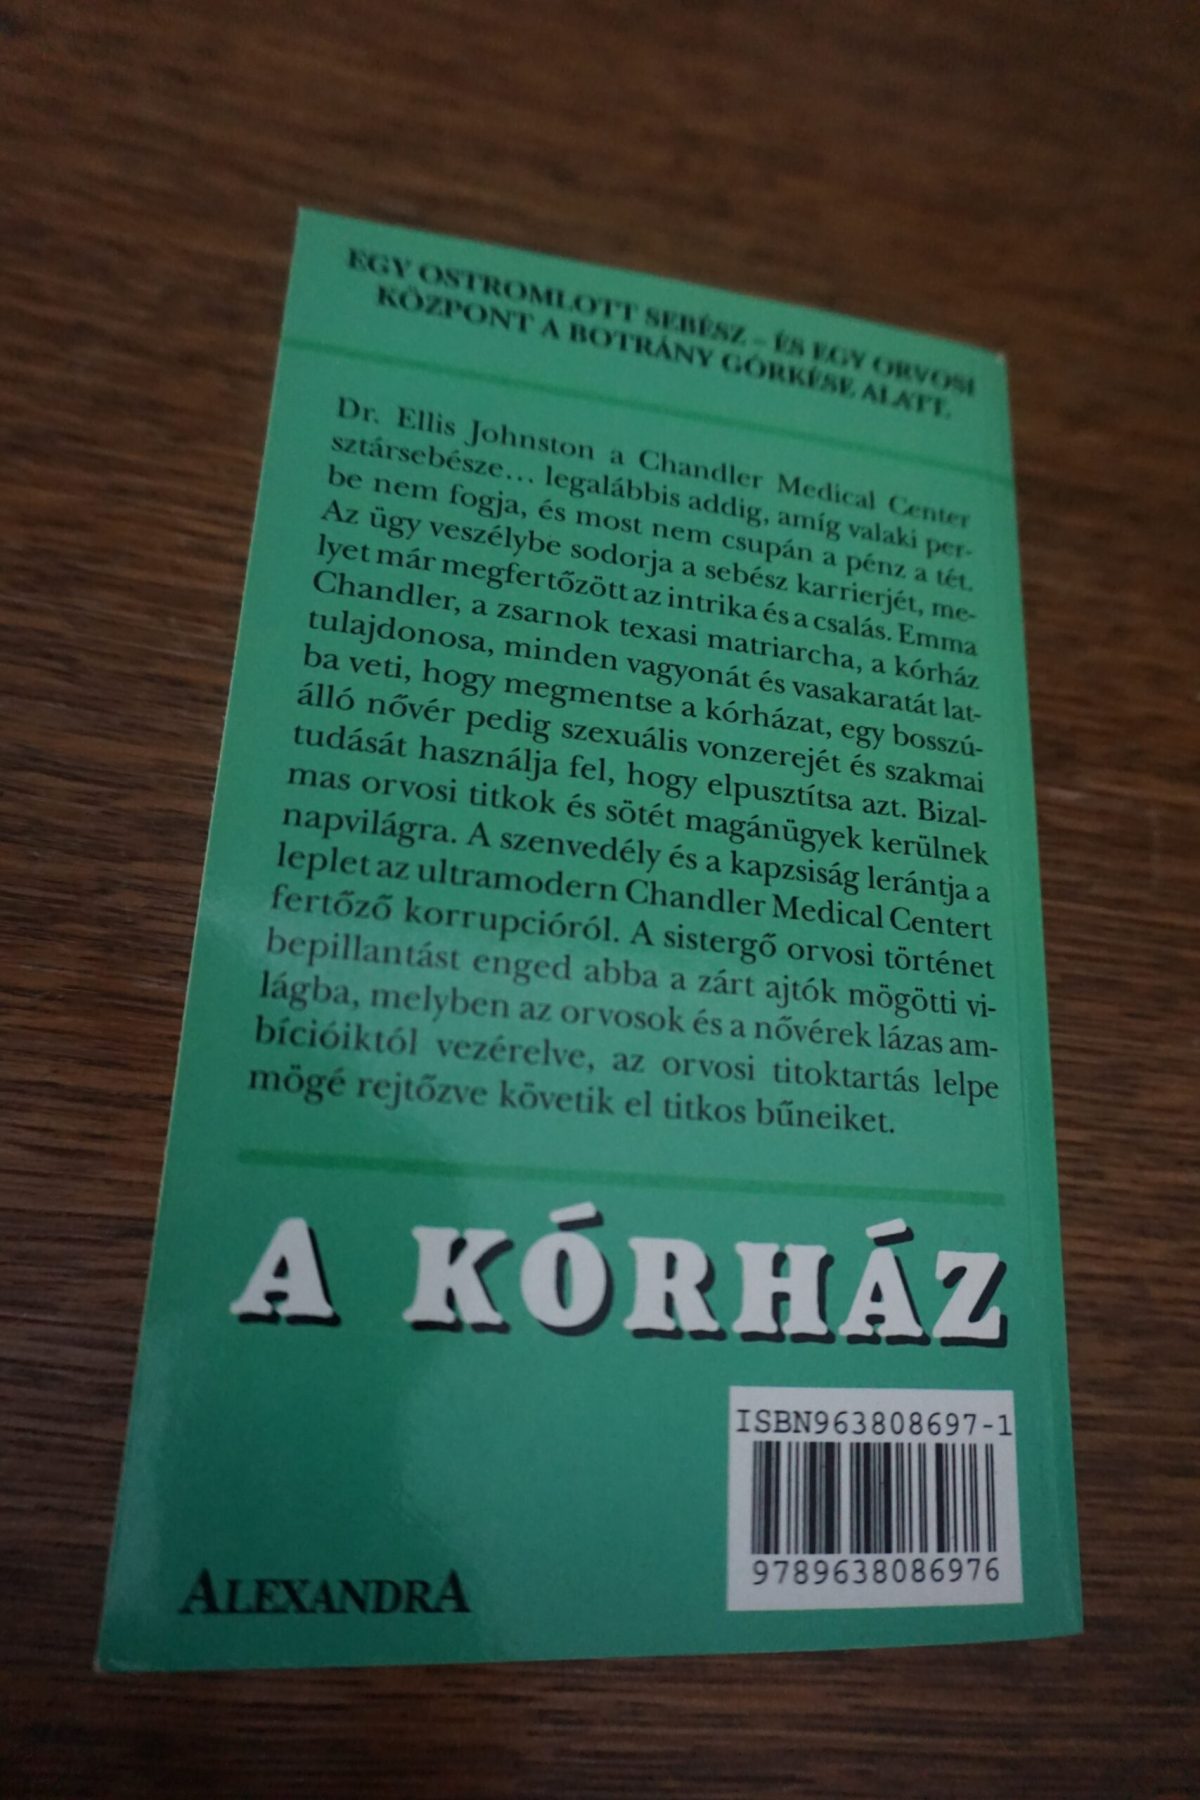 EGY OSTROMLOTT SEBÉSZ – ÉS EGY ORVOSI
KÖZPONT A BOTRÁNY GÓRKÉSE ALATT.
Dr. Ellis Johnston a Chandler Medical Center
sztársebésze... legalábbis addig, amíg valaki per-
be nem fogja, és most nem csupán a pénz a tét.
Az ügy veszélybe sodorja a sebész karrierjét, me-
lyet már megfertőzött az intrika és a csalás. Emma
Chandler, a zsarnok texasi matriarcha, a kórház
tulajdonosa, minden vagyonát és vasakaratát lat-
ba veti, hogy megmentse a kórházat, egy bosszú-
álló nővér pedig szexuális vonzerejét és szakmai
tudását használja fel, hogy elpusztítsa azt. Bizal-
mas orvosi titkok és sötét magánügyek kerülnek
napvilágra. A szenvedély és a kapzsiság lerántja a
leplet az ultramodern Chandler Medical Centert
fertőző korrupcióról. A sistergő orvosi történet
bepillantást enged abba a zárt ajtók mögötti vi-
lágba, melyben az orvosok és a nővérek lázas am-
bícióiktól vezérelve, az orvosi titoktartás lelpe
mögé rejtőzve követik el titkos bűneiket.
A KÓRHÁZ
ISBN963808697-1
9789638086976
ALEXANDRA